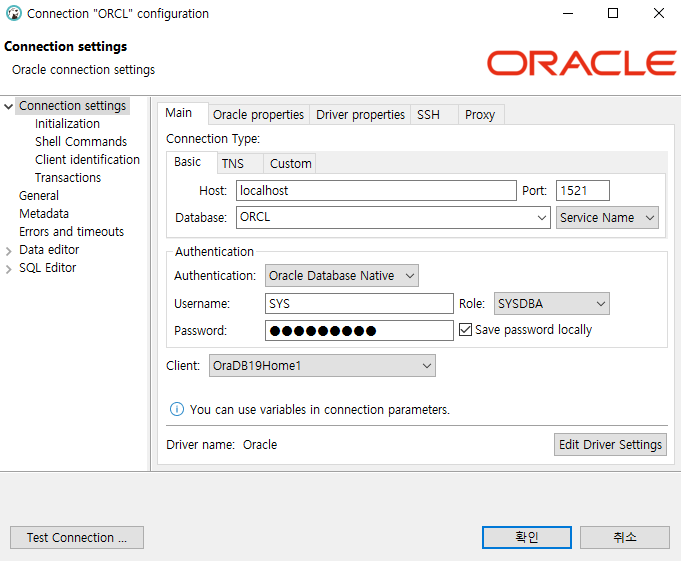 Connection "ORCL" configuration
Connection settings
Oracle connection settings
ORACLE
Connection settings
Initialization
Shell Commands
Client identification
Transactions
General
Metadata
Errors and timeouts
Data editor
SQL Editor
Main Oracle properties Driver properties SSH Proxy
Connection Type:
Basic TNS Custom
Host: localhost Port: 1521
Database: ORCL Service Name
Authentication
Authentication: Oracle Database Native
Username: SYS Role: SYSDBA
Password: ●●●●●●●●● Save password locally
Client: OraDB19Home1
You can use variables in connection parameters.
Driver name: Oracle Edit Driver Settings
Test Connection ... 확인 취소